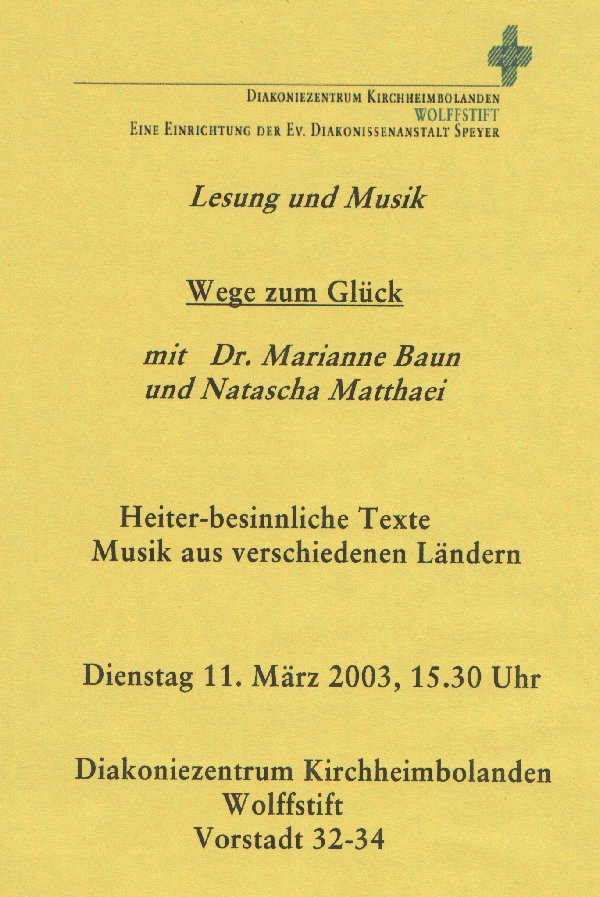 Diakoniezentrum Kirchheimbolanden
WOLFFSTIFT
Eine Einrichtung der Ev. Diakonissenanstalt Speyer
Lesung und Musik
Wege zum Glück
mit Dr. Marianne Baun
und Natascha Matthaei
Heiter-besinnliche Texte
Musik aus verschiedenen Ländern
Dienstag 11. März 2003, 15.30 Uhr
Diakoniezentrum Kirchheimbolanden
Wolffstift
Vorstadt 32-34